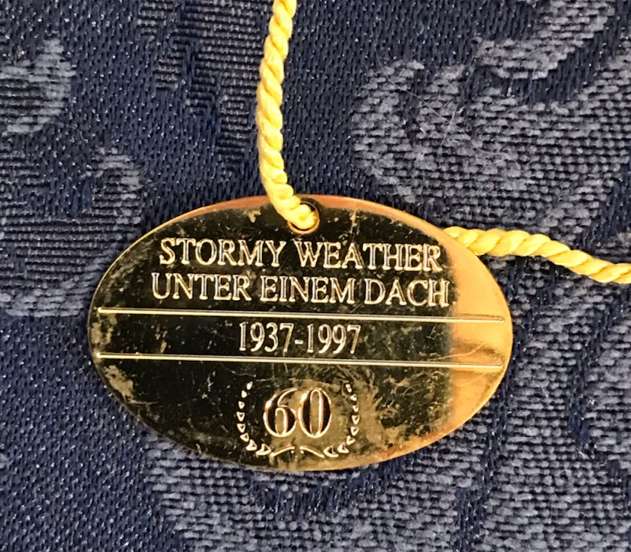 STORMY WEATHER
UNTER EINEM DACH
1937-1997
60